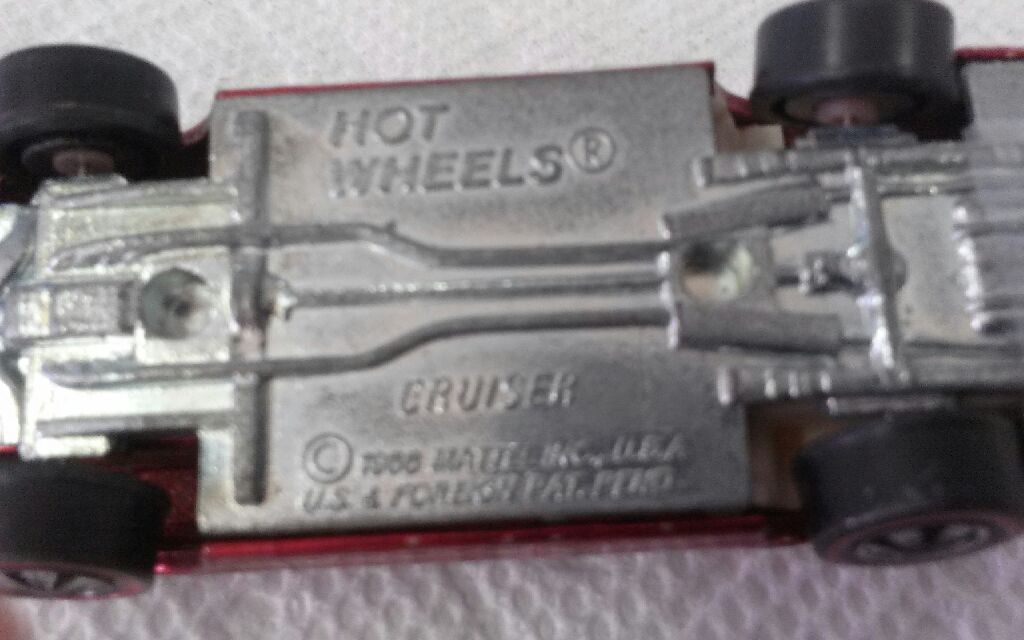 HOT
WHEELS®
CRUISER
© 1968 MATTEL INC., U.S.A.
U.S. & FOREIGN PAT. PEND.